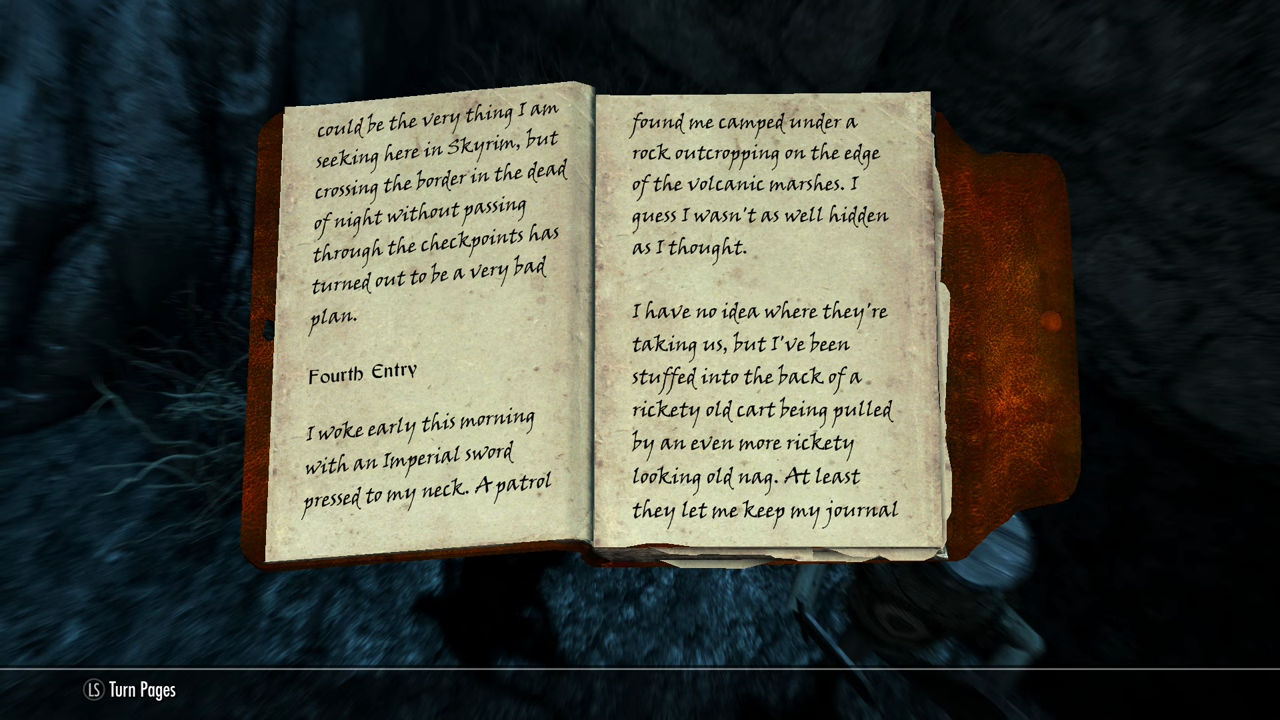 could be the very thing I am
seeking here in Skyrim, but
crossing the border in the dead
of night without passing
through the checkpoints has
turned out to be a very bad
plan.
Fourth Entry
I woke early this morning
with an Imperial sword
pressed to my neck. A patrol
found me camped under a
rock outcropping on the edge
of the volcanic marshes. I
guess I wasn't as well hidden
as I thought.
I have no idea where they're
taking us, but I've been
stuffed into the back of a
rickety old cart being pulled
by an even more rickety
looking old nag. At least
they let me keep my journal
LS Turn Pages